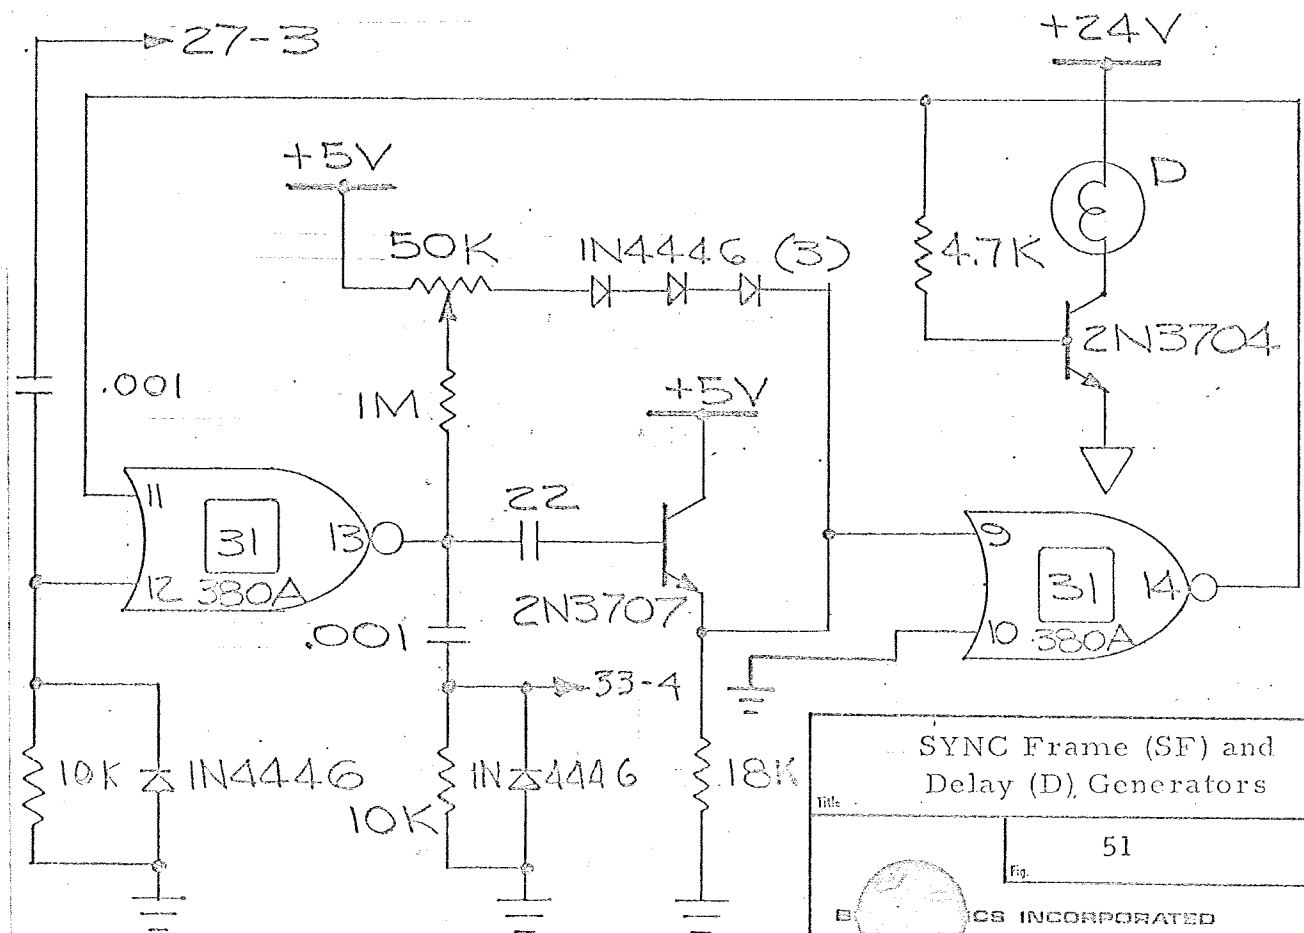 27-3
+24V
+5V
D
50K
1N4446 (3)
4.7K
2N3704
.001
1M
+5V
11
.22
31
13
9
12 380A
2N3707
31
14
.001
10 380A
33-4
10K
1N4446
1N4446
18K
10K
SYNC Frame (SF) and
Delay (D) Generators
Title
51
Fig.
CS INCORPORATED